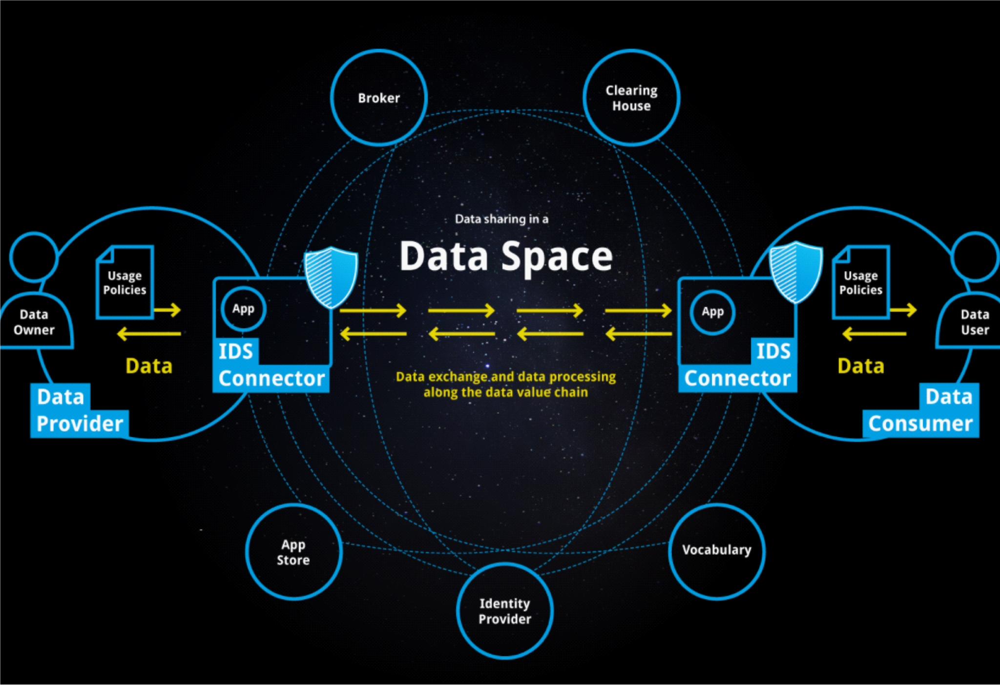 Broker
Clearing
House
Data sharing in a
Data Space
Usage
Policies
Usage
Policies
App
App
Data
Owner
Data
User
IDS
Connector
IDS
Connector
Data
Data
Data exchange and data processing
along the data value chain
Data
Provider
Data
Consumer
App
Store
Vocabulary
Identity
Provider